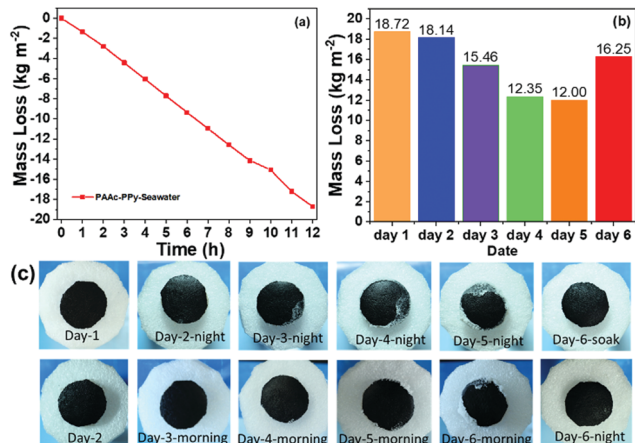 (a)
Mass Loss (kg m-2)
0
-2
-4
-6
-8
-10
-12
-14
-16
-18
-20
PAAc-PPy-Seawater
0 1 2 3 4 5 6 7 8 9 10 11 12
Time (h)
(b)
Mass Loss (kg m-2)
20
18
16
14
12
10
8
6
4
2
0
18.72 18.14 15.46 12.35 12.00 16.25
day 1 day 2 day 3 day 4 day 5 day 6
Date
(c)
Day-1 Day-2-night Day-3-night Day-4-night Day-5-night Day-6-soak
Day-2 Day-3-morning Day-4-morning Day-5-morning Day-6-morning Day-6-night